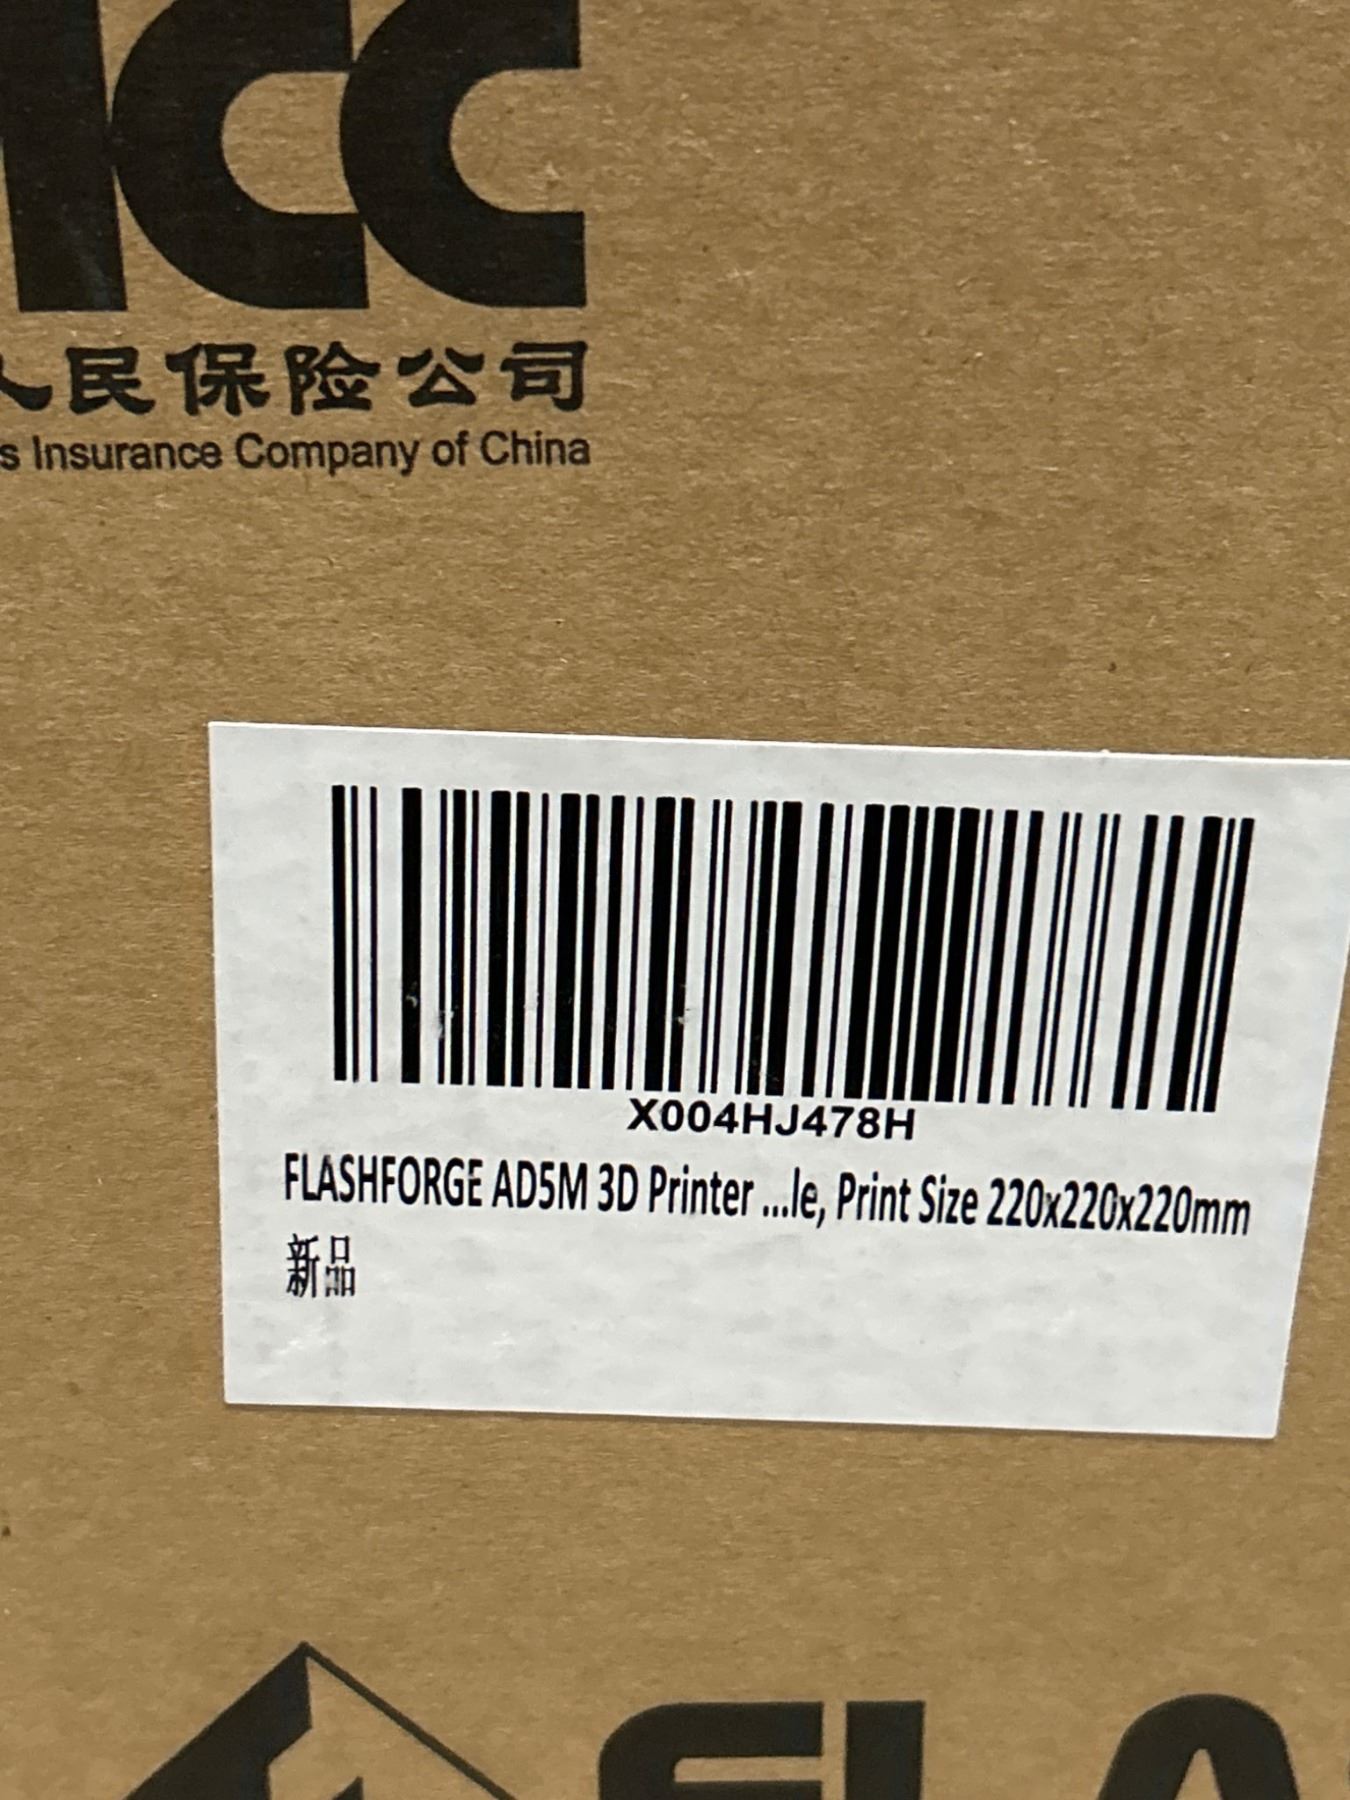 ICC
人民保险公司
s Insurance Company of China
X004HJ478H
FLASHFORGE AD5M 3D Printer ...le, Print Size 220x220x220mm
新品
FLA